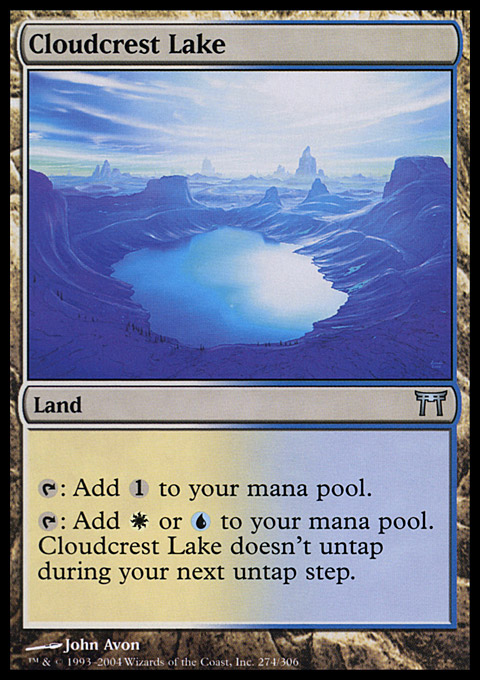 Cloudcrest Lake
Land
: Add 1 to your mana pool.
: Add or to your mana pool.
Cloudcrest Lake doesn't untap
during your next untap step.
John Avon
™ & © 1993-2004 Wizards of the Coast, Inc. 274/306